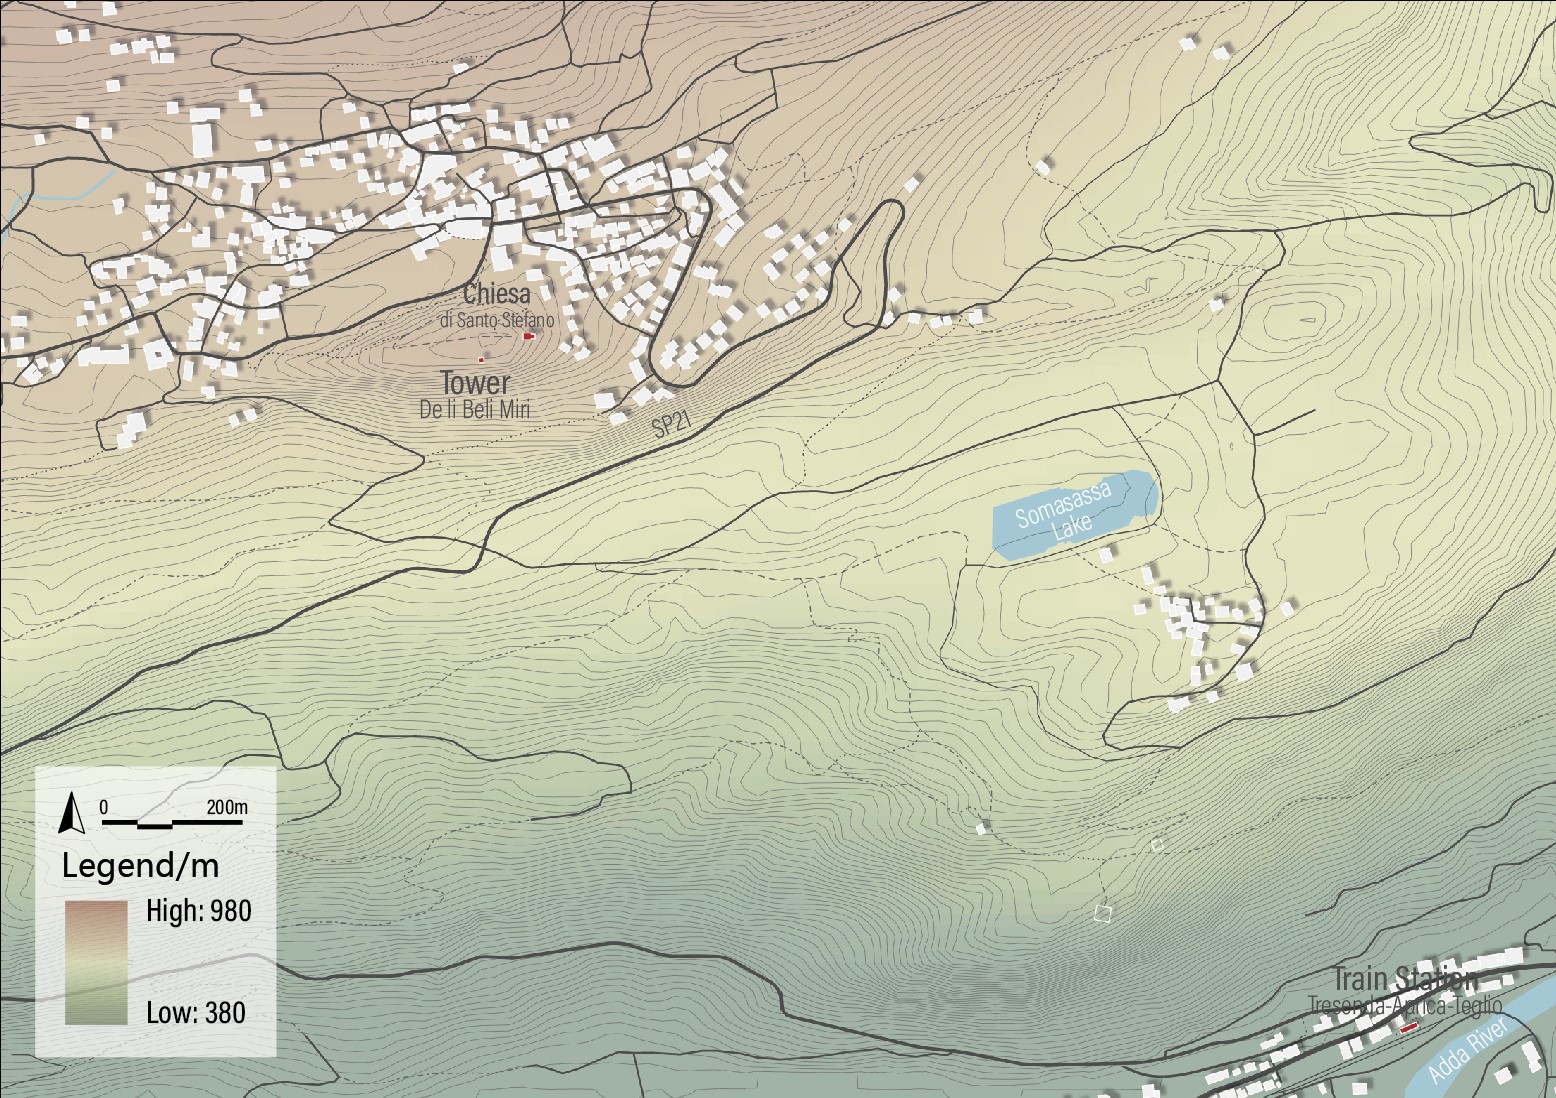 Chiesa
di Santo Stefano
Tower
De li Beli Miri
SP21
Somasassa
Lake
0 200m
Legend/m
High: 980
Low: 380
Train Station
Tresenda-Aprica-Teglio
Adda River